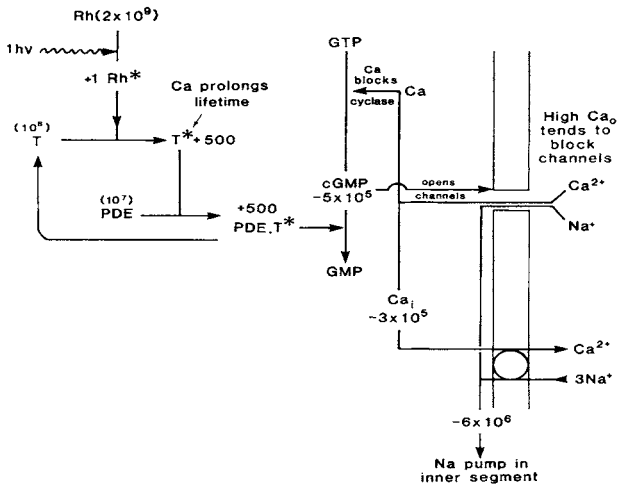 Rh(2x10⁹)
1hν
+1 Rh*
Ca prolongs
lifetime
(10⁸)
T
T*+500
(10⁷)
PDE
+500
PDE.T*
GTP
Ca
blocks
cyclase
Ca
cGMP
-5x10⁵
opens
channels
GMP
Caᵢ
-3x10⁵
High Caₒ
tends to
block
channels
Ca²⁺
Na⁺
Ca²⁺
3Na⁺
-6x10⁶
Na pump in
inner segment